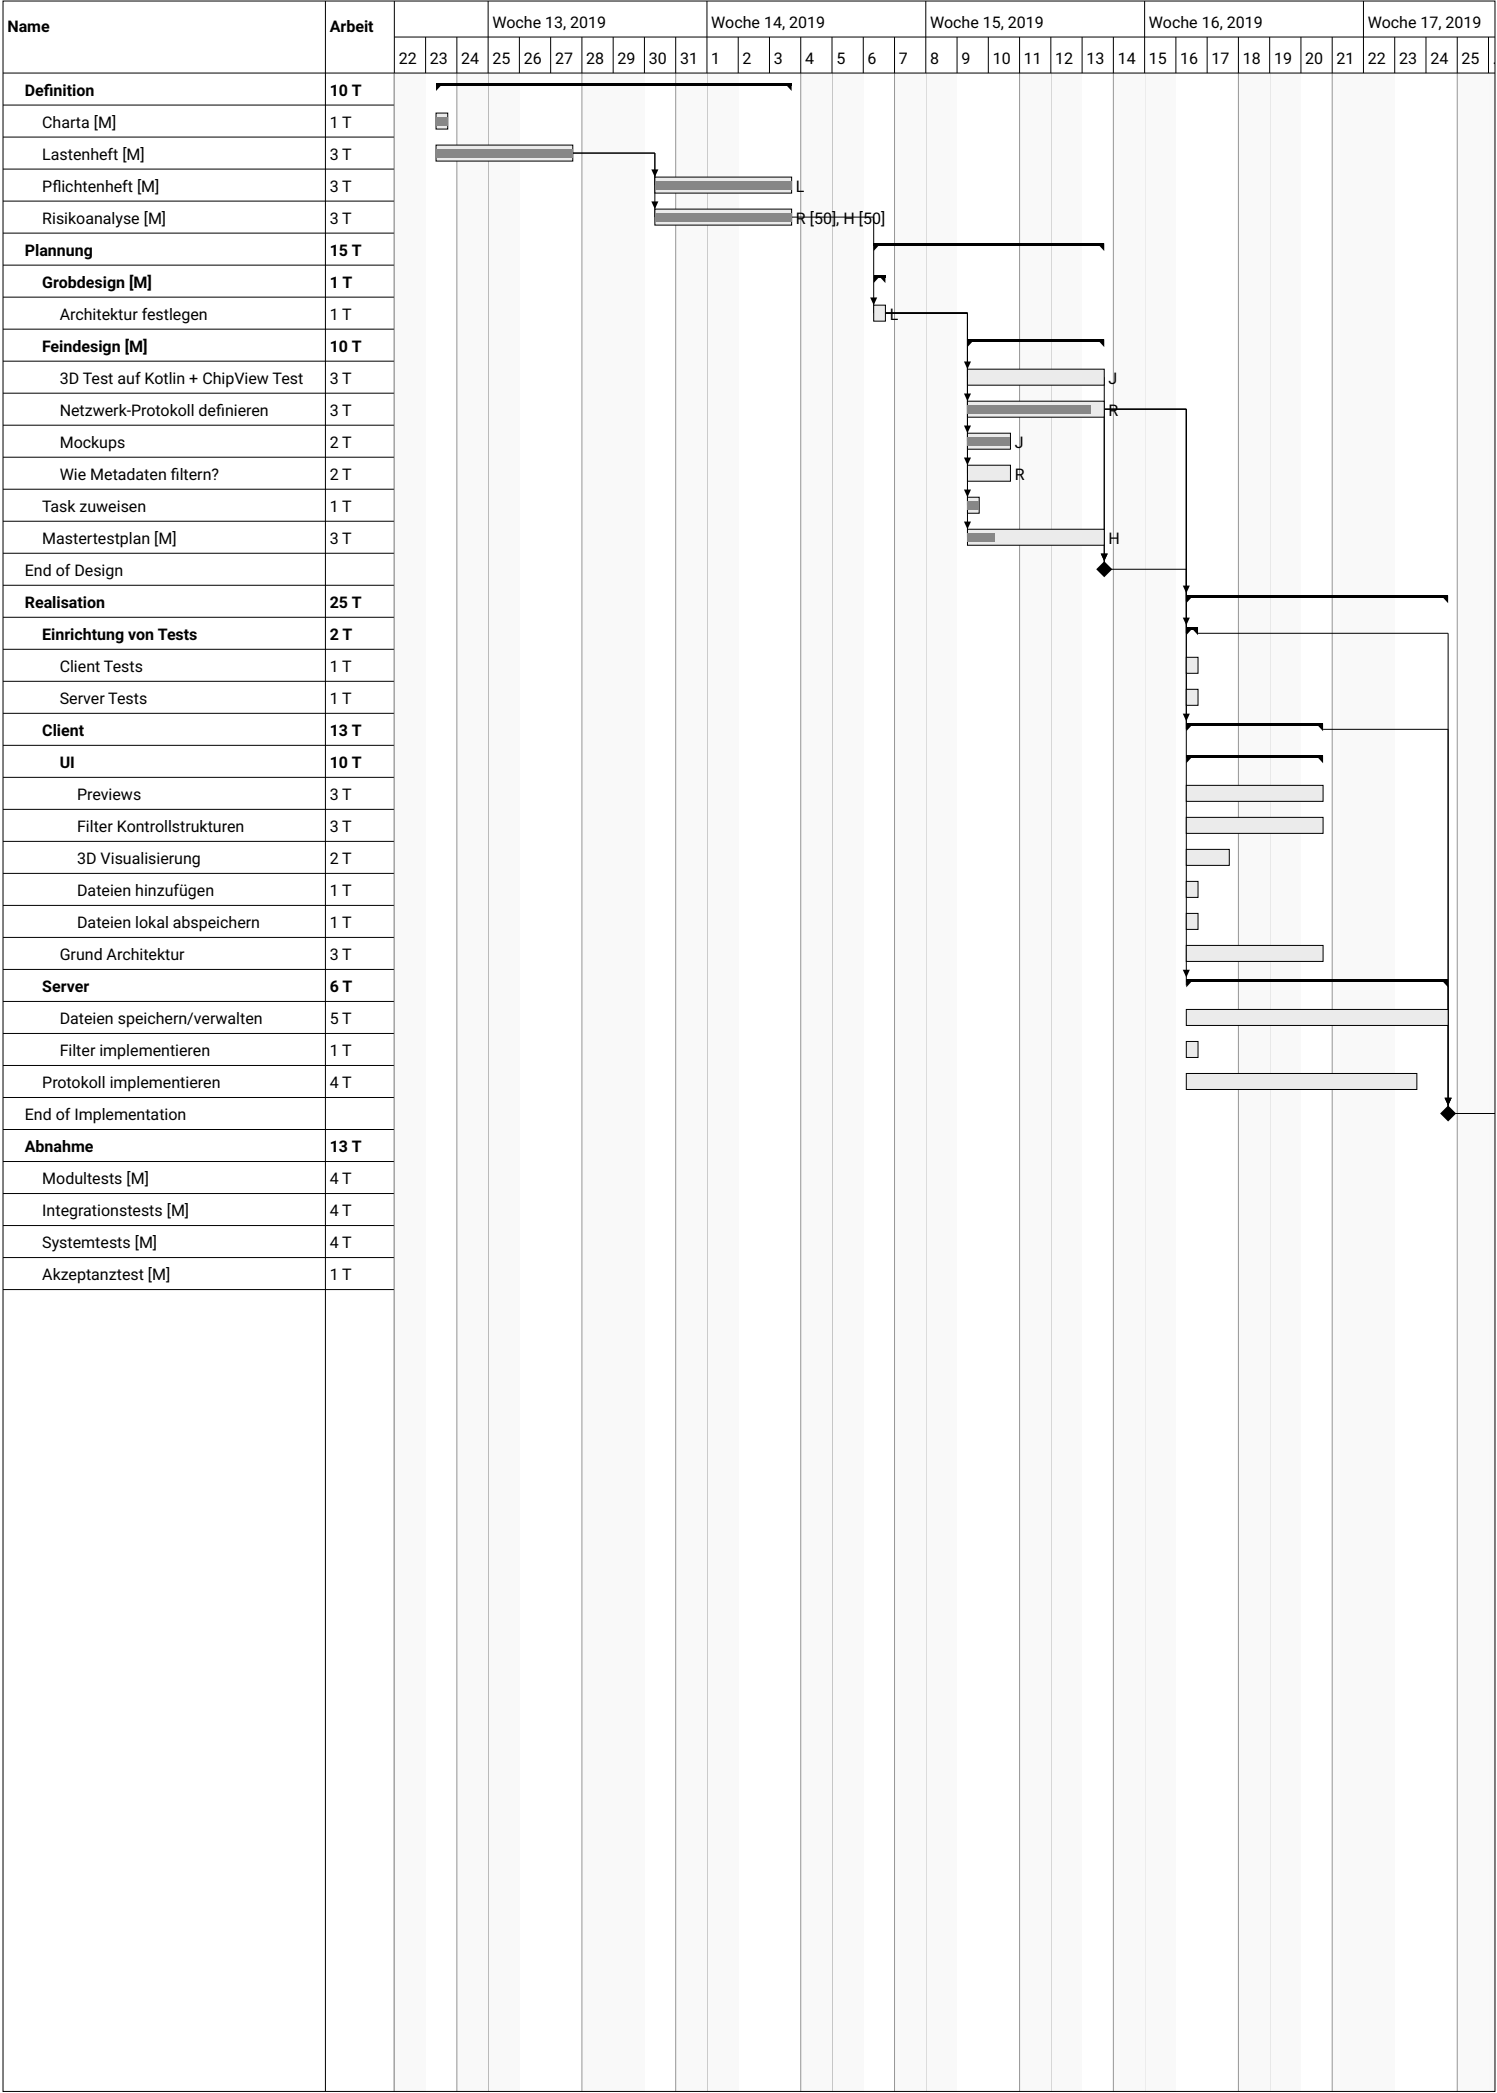 Name Arbeit Woche 13, 2019 Woche 14, 2019 Woche 15, 2019 Woche 16, 2019 Woche 17, 2019
22 23 24 25 26 27 28 29 30 31 1 2 3 4 5 6 7 8 9 10 11 12 13 14 15 16 17 18 19 20 21 22 23 24 25
Definition 10 T
Charta [M] 1 T
Lastenheft [M] 3 T
Pflichtenheft [M] 3 T L
Risikoanalyse [M] 3 T R [50], H [50]
Plannung 15 T
Grobdesign [M] 1 T
Architektur festlegen 1 T L
Feindesign [M] 10 T
3D Test auf Kotlin + ChipView Test 3 T J
Netzwerk-Protokoll definieren 3 T R
Mockups 2 T J
Wie Metadaten filtern? 2 T R
Task zuweisen 1 T
Mastertestplan [M] 3 T H
End of Design
Realisation 25 T
Einrichtung von Tests 2 T
Client Tests 1 T
Server Tests 1 T
Client 13 T
UI 10 T
Previews 3 T
Filter Kontrollstrukturen 3 T
3D Visualisierung 2 T
Dateien hinzufügen 1 T
Dateien lokal abspeichern 1 T
Grund Architektur 3 T
Server 6 T
Dateien speichern/verwalten 5 T
Filter implementieren 1 T
Protokoll implementieren 4 T
End of Implementation
Abnahme 13 T
Modultests [M] 4 T
Integrationstests [M] 4 T
Systemtests [M] 4 T
Akzeptanztest [M] 1 T